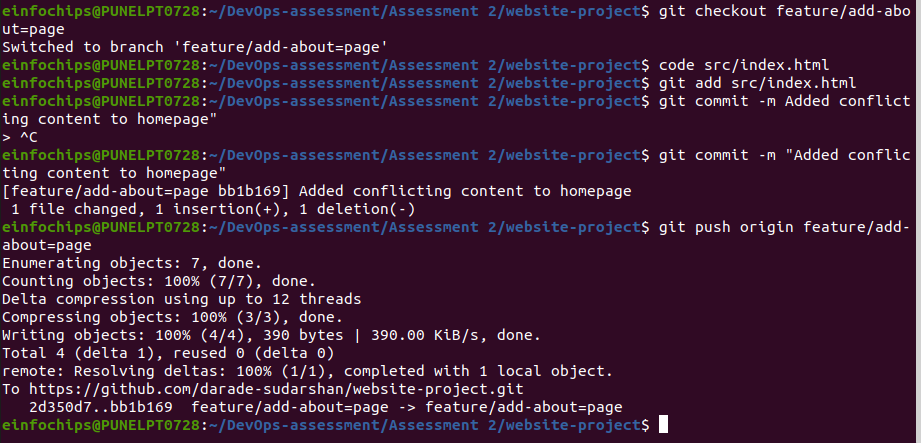 einfochips@PUNELPT0728:~/DevOps-assessment/Assessment 2/website-project$ git checkout feature/add-abo
ut=page
Switched to branch 'feature/add-about=page'
einfochips@PUNELPT0728:~/DevOps-assessment/Assessment 2/website-project$ code src/index.html
einfochips@PUNELPT0728:~/DevOps-assessment/Assessment 2/website-project$ git add src/index.html
einfochips@PUNELPT0728:~/DevOps-assessment/Assessment 2/website-project$ git commit -m Added conflict
ing content to homepage"
> ^C
einfochips@PUNELPT0728:~/DevOps-assessment/Assessment 2/website-project$ git commit -m "Added conflic
ting content to homepage"
[feature/add-about=page bb1b169] Added conflicting content to homepage
 1 file changed, 1 insertion(+), 1 deletion(-)
einfochips@PUNELPT0728:~/DevOps-assessment/Assessment 2/website-project$ git push origin feature/add-
about=page
Enumerating objects: 7, done.
Counting objects: 100% (7/7), done.
Delta compression using up to 12 threads
Compressing objects: 100% (3/3), done.
Writing objects: 100% (4/4), 390 bytes | 390.00 KiB/s, done.
Total 4 (delta 1), reused 0 (delta 0)
remote: Resolving deltas: 100% (1/1), completed with 1 local object.
To https://github.com/darade-sudarshan/website-project.git
   2d350d7..bb1b169  feature/add-about=page -> feature/add-about=page
einfochips@PUNELPT0728:~/DevOps-assessment/Assessment 2/website-project$